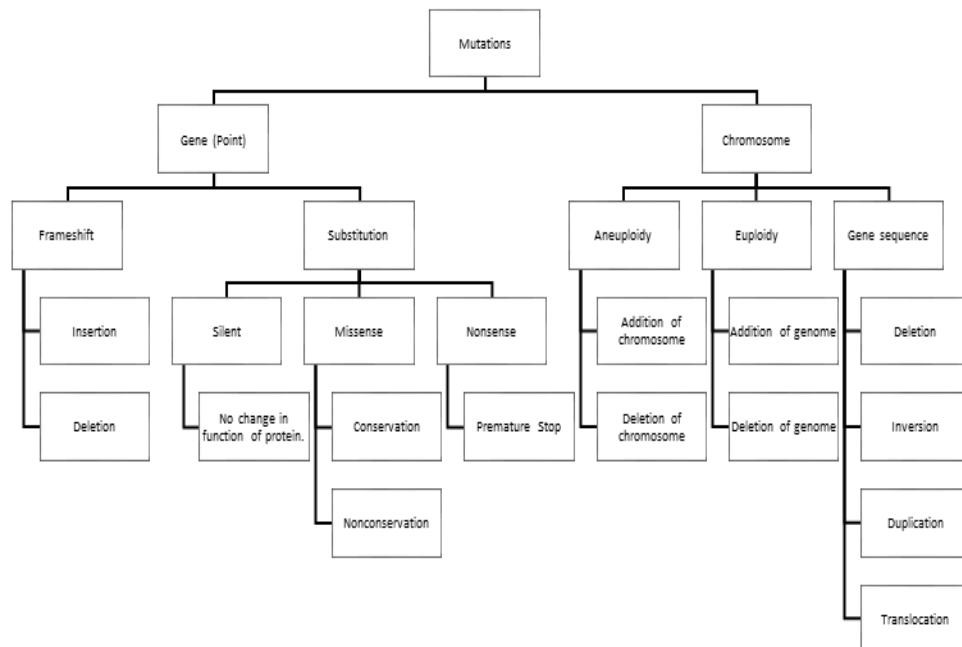 Mutations
Gene (Point)
Chromosome
Frameshift
Substitution
Aneuploidy
Euploidy
Gene sequence
Insertion
Silent
Missense
Nonsense
Addition of
chromosome
Addition of genome
Deletion
Deletion
No change in
function of protein.
Conservation
Premature Stop
Deletion of
chromosome
Deletion of genome
Inversion
Nonconservation
Duplication
Translocation